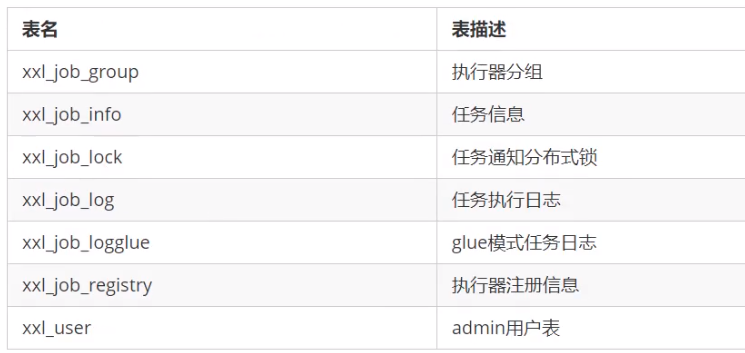 表名 表描述
xxl_job_group 执行器分组
xxl_job_info 任务信息
xxl_job_lock 任务通知分布式锁
xxl_job_log 任务执行日志
xxl_job_logglue glue模式任务日志
xxl_job_registry 执行器注册信息
xxl_user admin用户表